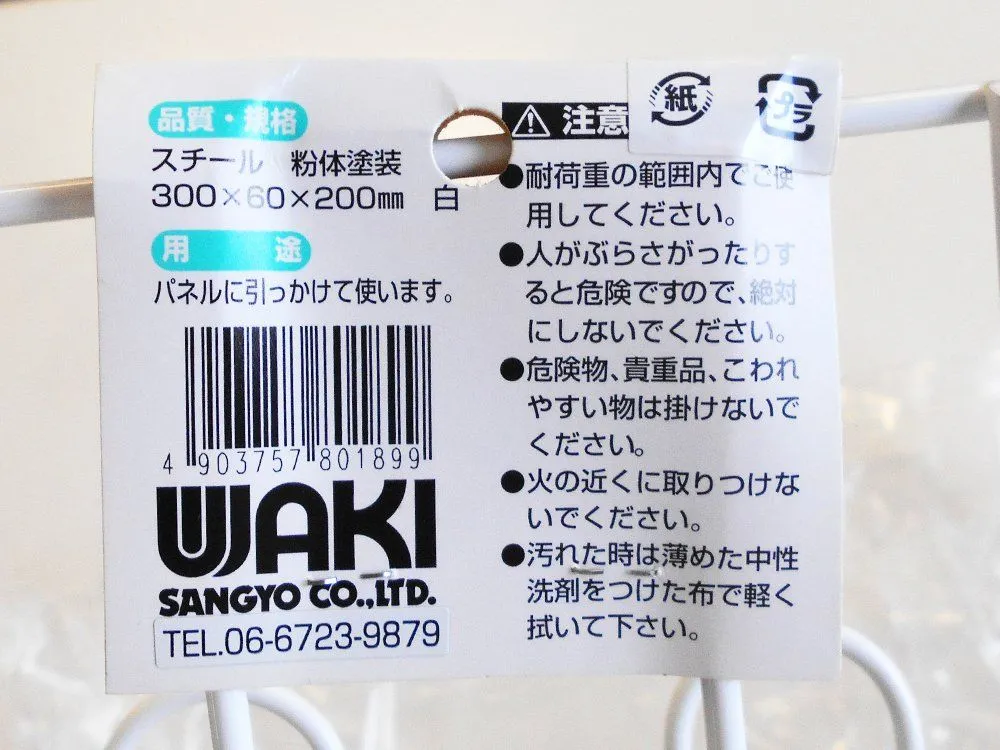 品質・規格
スチール 粉体塗装
300×60×200㎜ 白
用途
パネルに引っかけて使います。
4 903757 801899
WAKI
SANGYO CO.,LTD.
TEL.06-6723-9879
注意
紙
プラ
●耐荷重の範囲内でご使
用してください。
●人がぶらさがったりす
ると危険ですので、絶対
にしないでください。
●危険物、貴重品、こわれ
やすい物は掛けないで
ください。
●火の近くに取りつけな
いでください。
●汚れた時は薄めた中性
洗剤をつけた布で軽く
拭いて下さい。